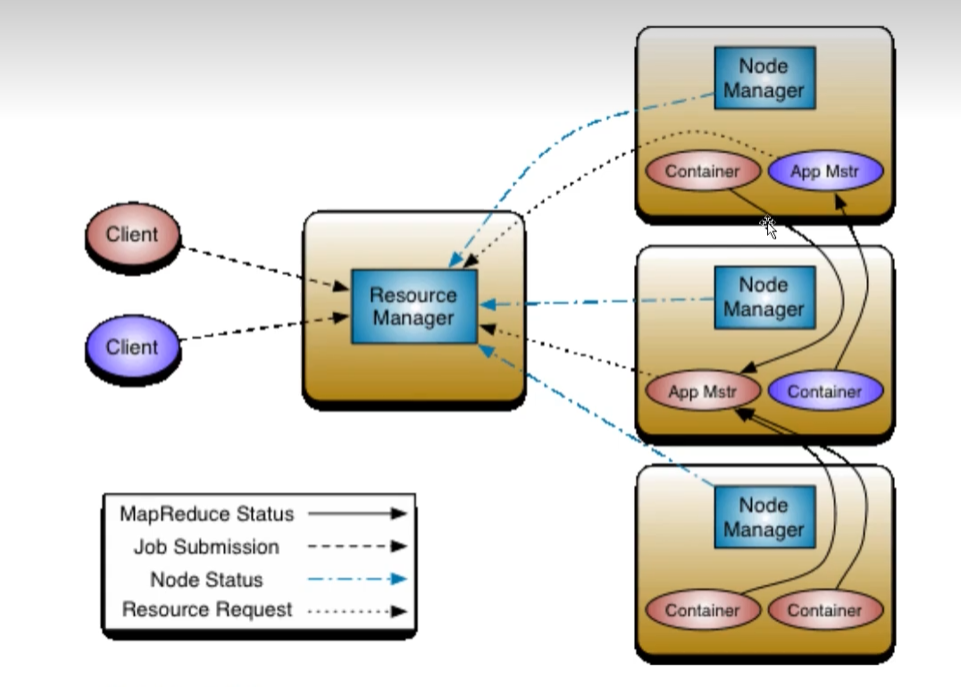 Client
Client
Resource
Manager
Node
Manager
Container
App Mstr
Node
Manager
App Mstr
Container
Node
Manager
Container
Container
MapReduce Status
Job Submission
Node Status
Resource Request